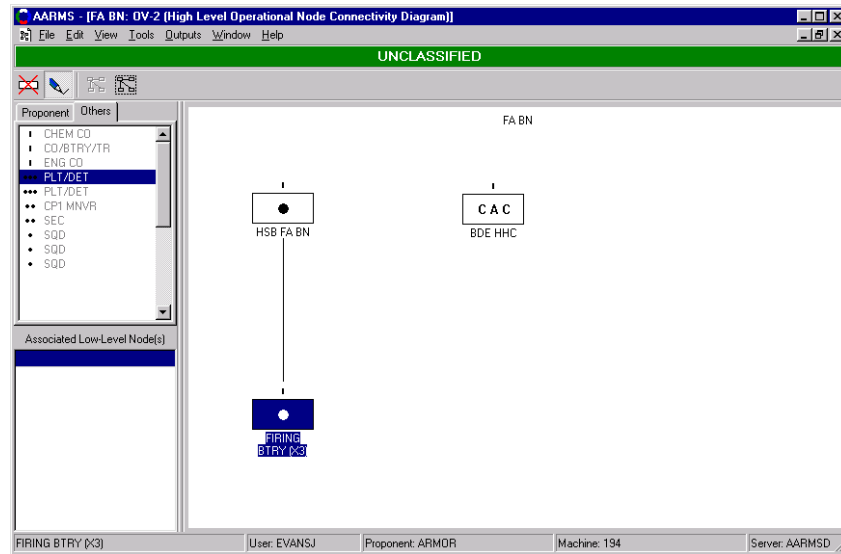 AARMS - [FA BN: OV-2 (High Level Operational Node Connectivity Diagram)]
File Edit View Tools Outputs Window Help
UNCLASSIFIED
Proponent Others
CHEM CO
CO/BTRY/TR
ENG CO
PLT/DET
PLT/DET
CP1 MNVR
SEC
SQD
SQD
SQD
Associated Low-Level Node(s)
FA BN
HSB FA BN
CAC
BDE HHC
FIRING
BTRY (X3)
FIRING BTRY (X3) User: EVANSJ Proponent: ARMOR Machine: 194 Server: AARMSD